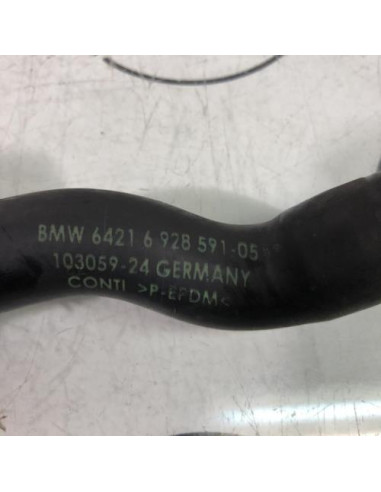 BMW 6421 6 928 591-05
103059-24 GERMANY
CONTI >P-EPDM<